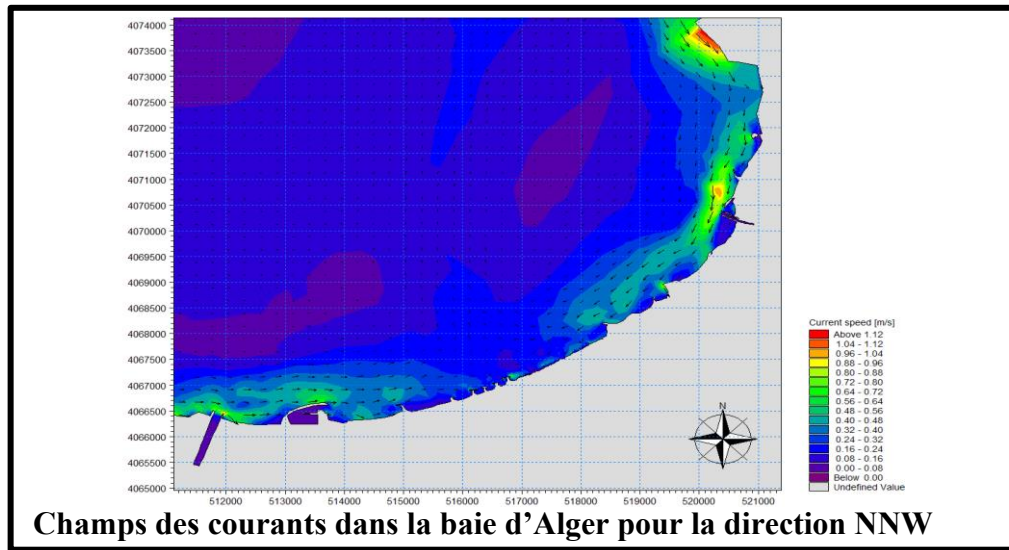 4074000
4073500
4073000
4072500
4072000
4071500
4071000
4070500
4070000
4069500
4069000
4068500
4068000
4067500
4067000
4066500
4066000
4065500
4065000
512000 513000 514000 515000 516000 517000 518000 519000 520000 521000
N
Current speed [m/s]
Above 1.12
1.04 - 1.12
0.96 - 1.04
0.88 - 0.96
0.80 - 0.88
0.72 - 0.80
0.64 - 0.72
0.56 - 0.64
0.48 - 0.56
0.40 - 0.48
0.32 - 0.40
0.24 - 0.32
0.16 - 0.24
0.08 - 0.16
0.00 - 0.08
Below 0.00
Undefined Value
Champs des courants dans la baie d’Alger pour la direction NNW